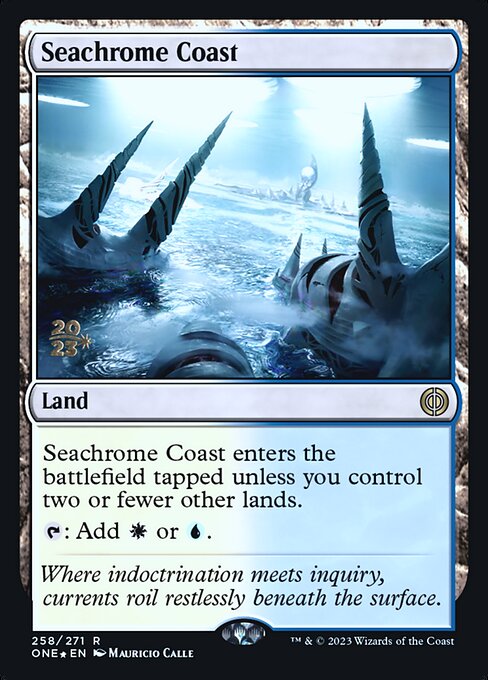 Seachrome Coast
20
23
Land
Seachrome Coast enters the
battlefield tapped unless you control
two or fewer other lands.
: Add or .
Where indoctrination meets inquiry,
currents roil restlessly beneath the surface.
258/271 R
ONE★EN Mauricio Calle
™ & © 2023 Wizards of the Coast